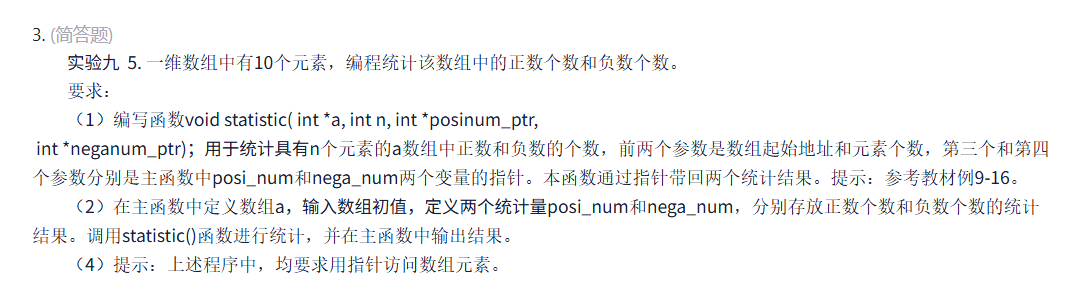 3. (简答题)
实验九 5. 一维数组中有10个元素，编程统计该数组中的正数个数和负数个数。
要求：
（1）编写函数void statistic( int *a, int n, int *posinum_ptr,
int *neganum_ptr)；用于统计具有n个元素的a数组中正数和负数的个数，前两个参数是数组起始地址和元素个数，第三个和第四
个参数分别是主函数中posi_num和nega_num两个变量的指针。本函数通过指针带回两个统计结果。提示：参考教材例9-16。
（2）在主函数中定义数组a，输入数组初值，定义两个统计量posi_num和nega_num，分别存放正数个数和负数个数的统计
结果。调用statistic()函数进行统计，并在主函数中输出结果。
（4）提示：上述程序中，均要求用指针访问数组元素。